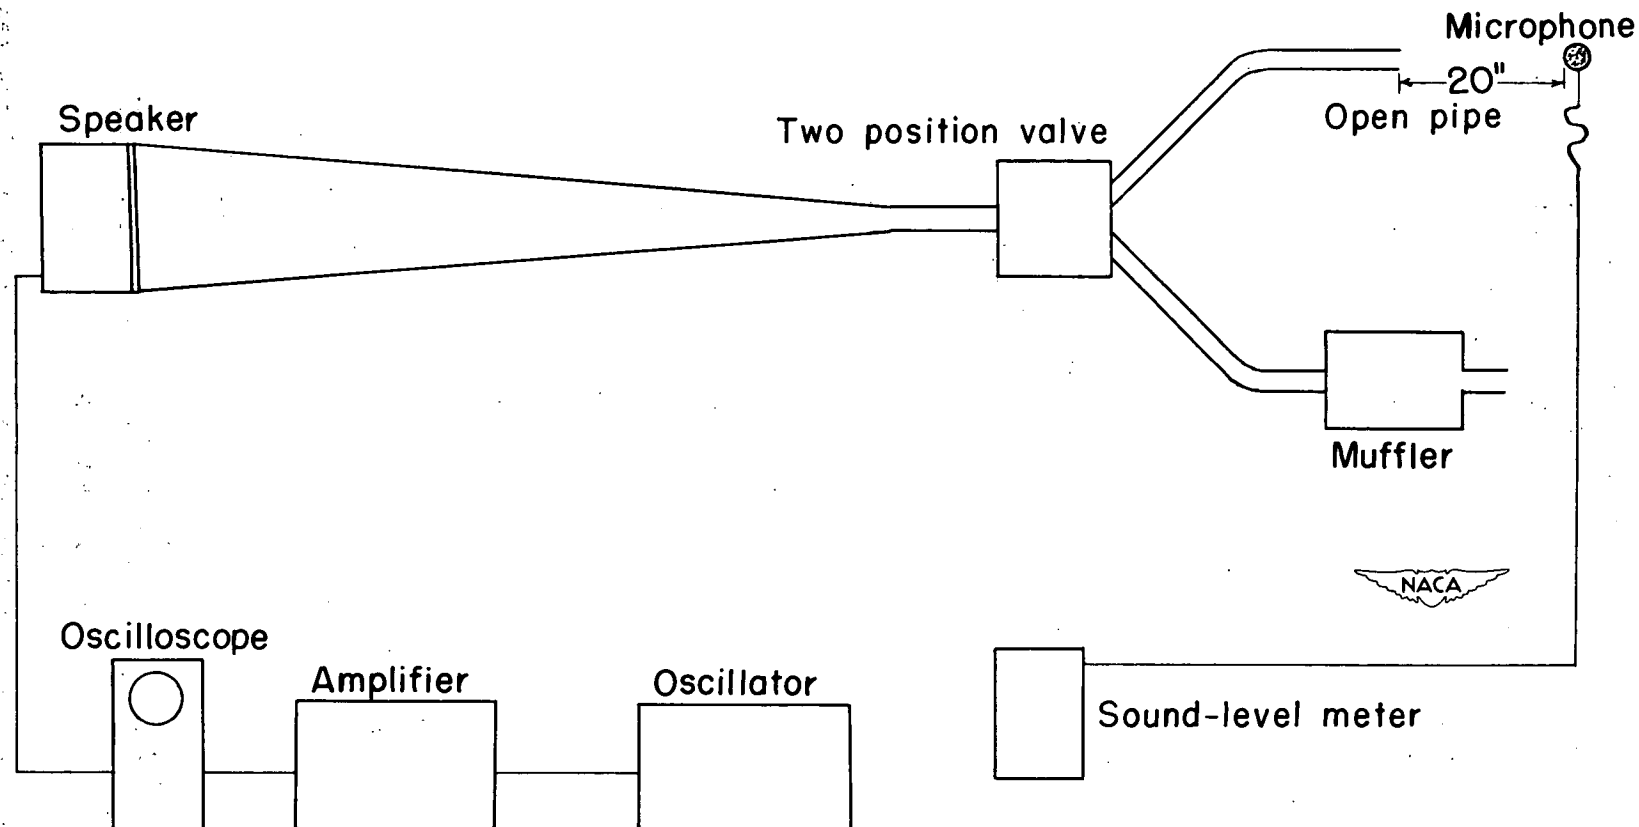 Microphone
20"
Open pipe
Speaker
Two position valve
Muffler
NACA
Oscilloscope
Amplifier
Oscillator
Sound-level meter